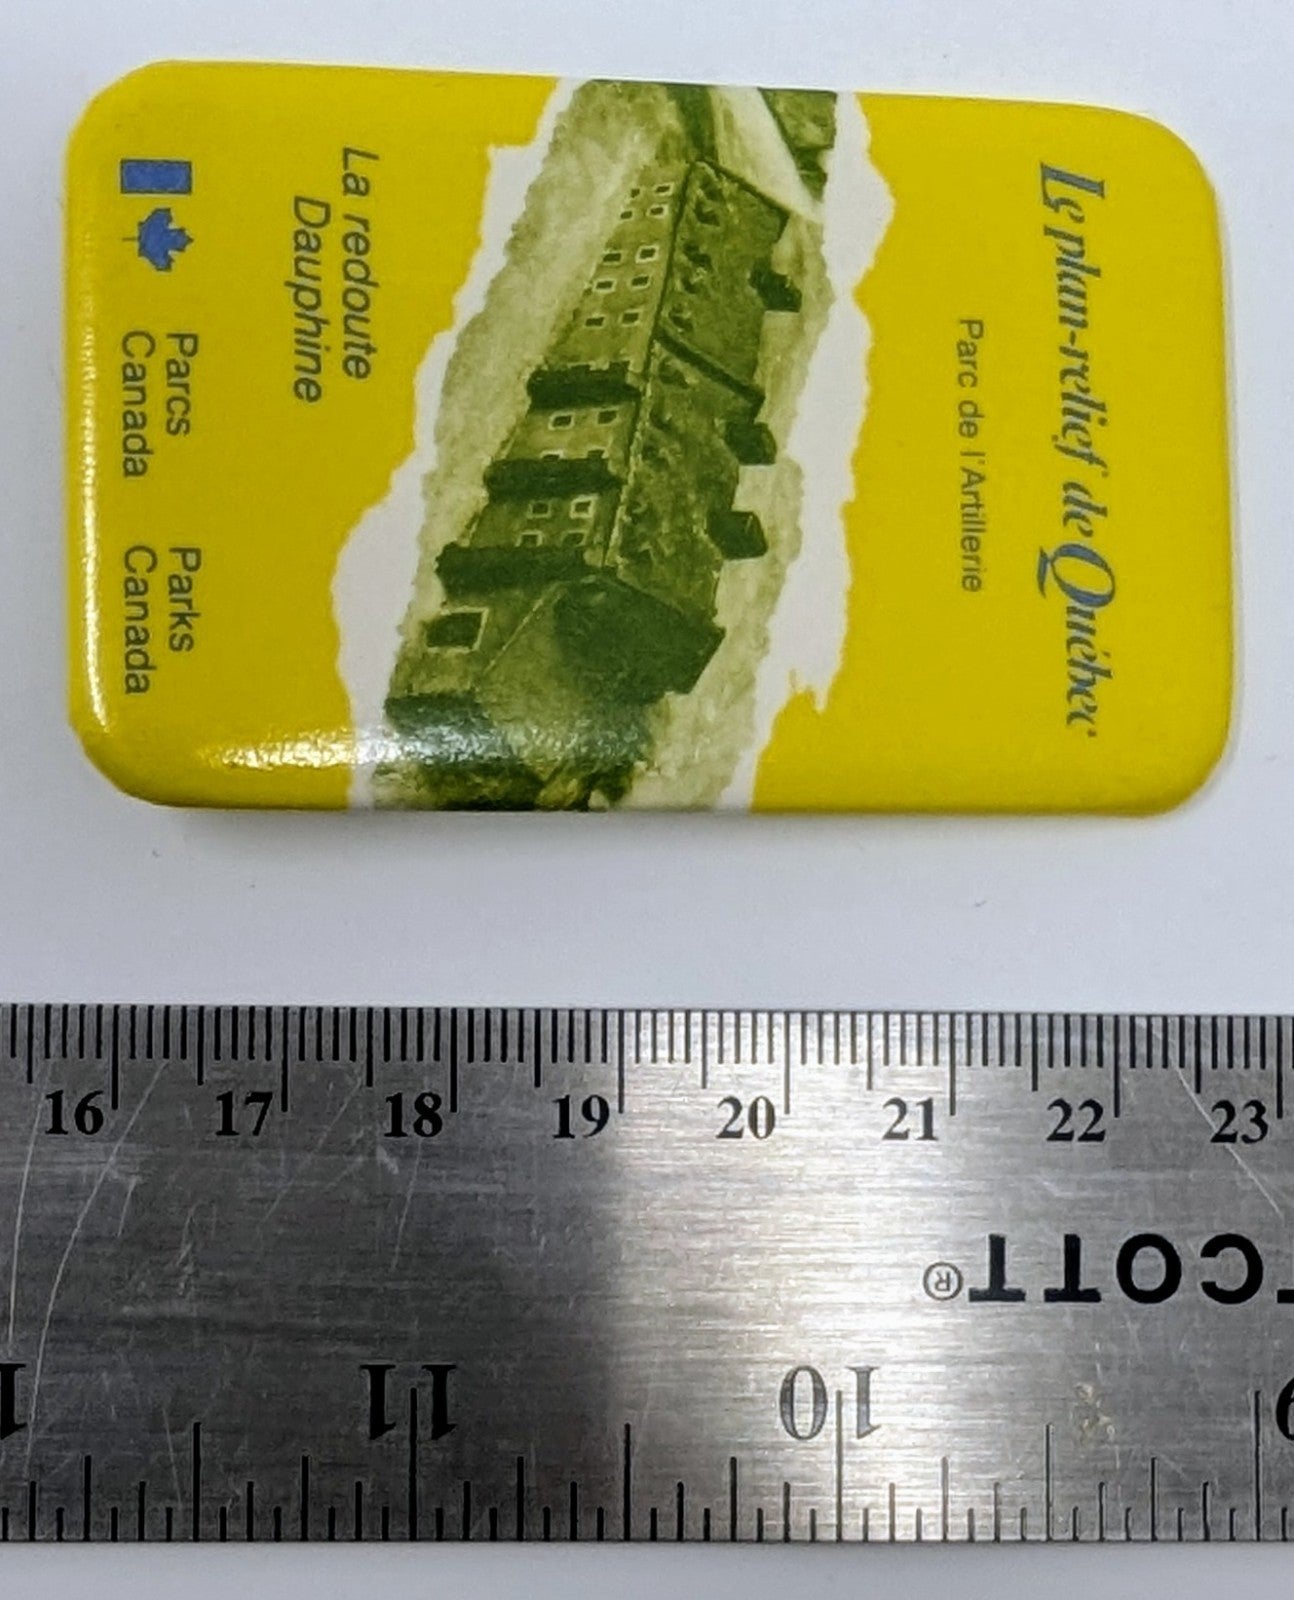 Le plan-relief de Québec
Parc de l'Artillerie
La redoute
Dauphine
Parcs
Canada
Parks
Canada
16 17 18 19 20 21 22 23
COTT®
11 10